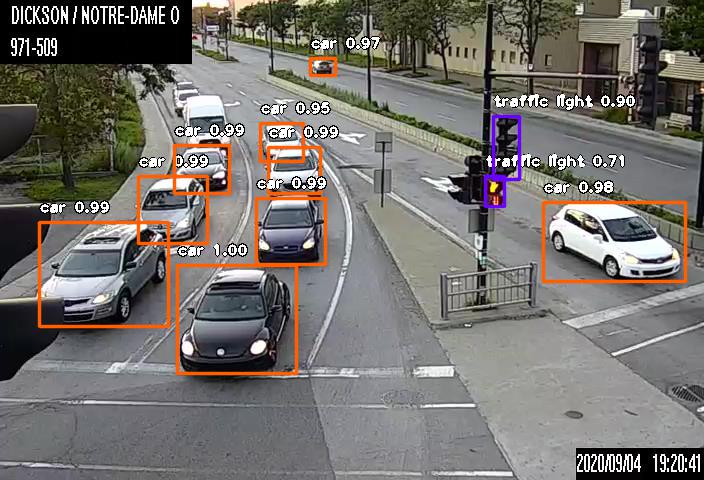 DICKSON / NOTRE-DAME O
971-509
car 0.97
traffic light 0.90
car 0.95
car 0.99
car 0.99
car 0.99
traffic light 0.71
car 0.99
car 0.98
car 0.99
car 1.00
2020/09/04 19:20:41